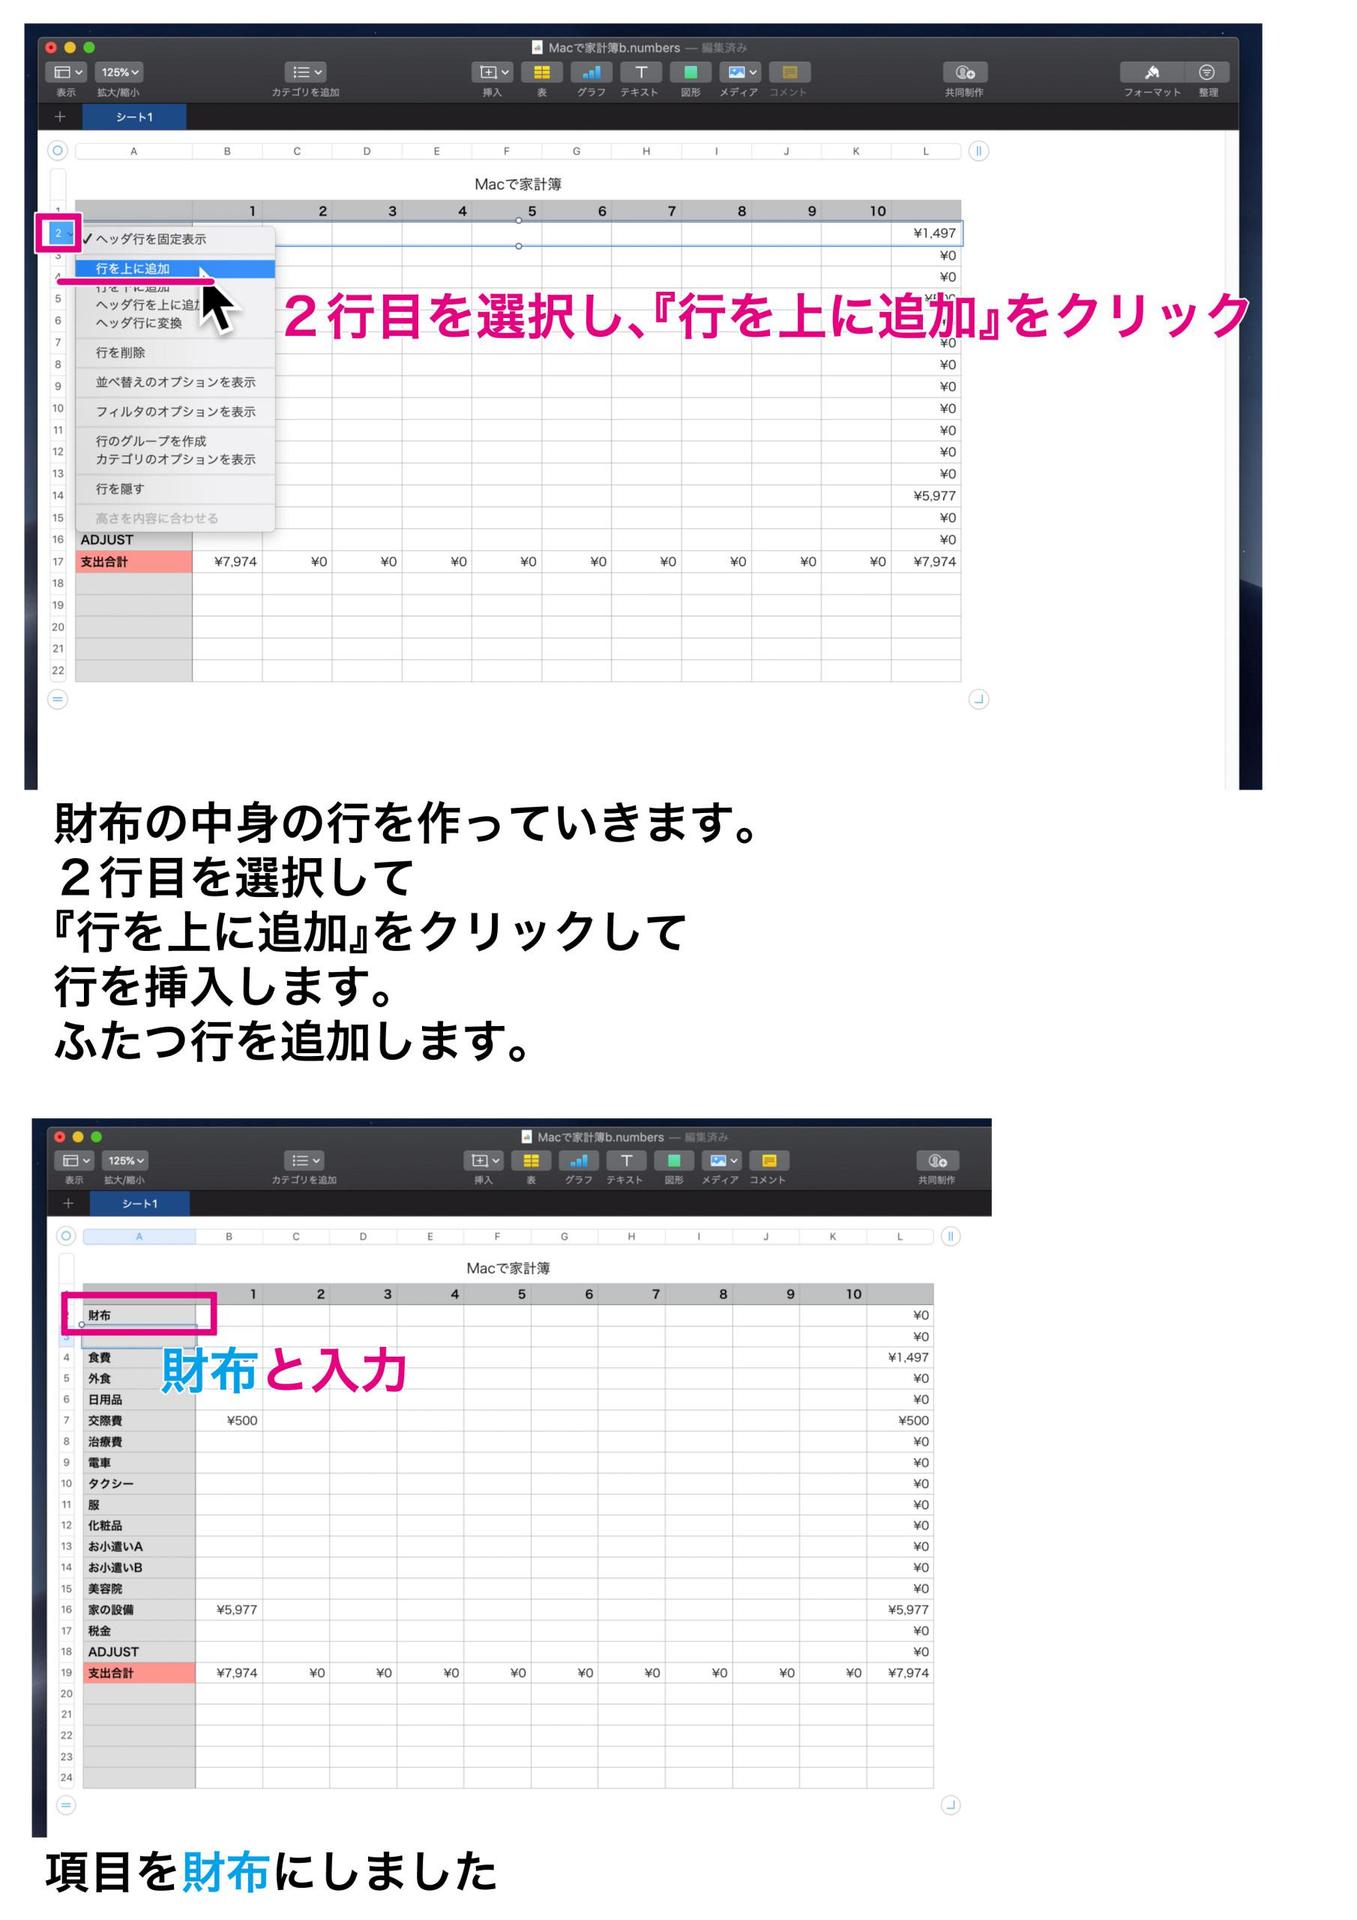 Macで家計簿b.numbers — 編集済み
125%
表示 拡大/縮小 カテゴリを追加 挿入 表 グラフ テキスト 図形 メディア コメント 共同制作 フォーマット 整理
+ シート1
A B C D E F G H I J K L
Macで家計簿
1 1 2 3 4 5 6 7 8 9 10
2 ¥1,497
✓ヘッダ行を固定表示
3 ¥0
行を上に追加
4 ¥0
行を下に追加
ヘッダ行を上に追加
5
2行目を選択し、『行を上に追加』をクリック
ヘッダ行に変換
6
7 ¥0
行を削除
8 ¥0
並べ替えのオプションを表示
9 ¥0
フィルタのオプションを表示
10 ¥0
11 ¥0
行のグループを作成
12 ¥0
カテゴリのオプションを表示
13 ¥0
行を隠す
14 ¥5,977
15 ¥0
高さを内容に合わせる
16 ADJUST ¥0
17 支出合計 ¥7,974 ¥0 ¥0 ¥0 ¥0 ¥0 ¥0 ¥0 ¥0 ¥0 ¥7,974
18
19
20
21
22
財布の中身の行を作っていきます。
2行目を選択して
『行を上に追加』をクリックして
行を挿入します。
ふたつ行を追加します。
Macで家計簿b.numbers — 編集済み
125%
表示 拡大/縮小 カテゴリを追加 挿入 表 グラフ テキスト 図形 メディア コメント 共同制作
+ シート1
A B C D E F G H I J K L
Macで家計簿
1 2 3 4 5 6 7 8 9 10
財布 ¥0
3 ¥0
4 食費 ¥1,497
財布と入力
5 外食 ¥0
6 日用品 ¥0
7 交際費 ¥500 ¥500
8 治療費 ¥0
9 電車 ¥0
10 タクシー ¥0
11 服 ¥0
12 化粧品 ¥0
13 お小遣いA ¥0
14 お小遣いB ¥0
15 美容院 ¥0
16 家の設備 ¥5,977 ¥5,977
17 税金 ¥0
18 ADJUST ¥0
19 支出合計 ¥7,974 ¥0 ¥0 ¥0 ¥0 ¥0 ¥0 ¥0 ¥0 ¥0 ¥7,974
20
21
22
23
24
項目を財布にしました